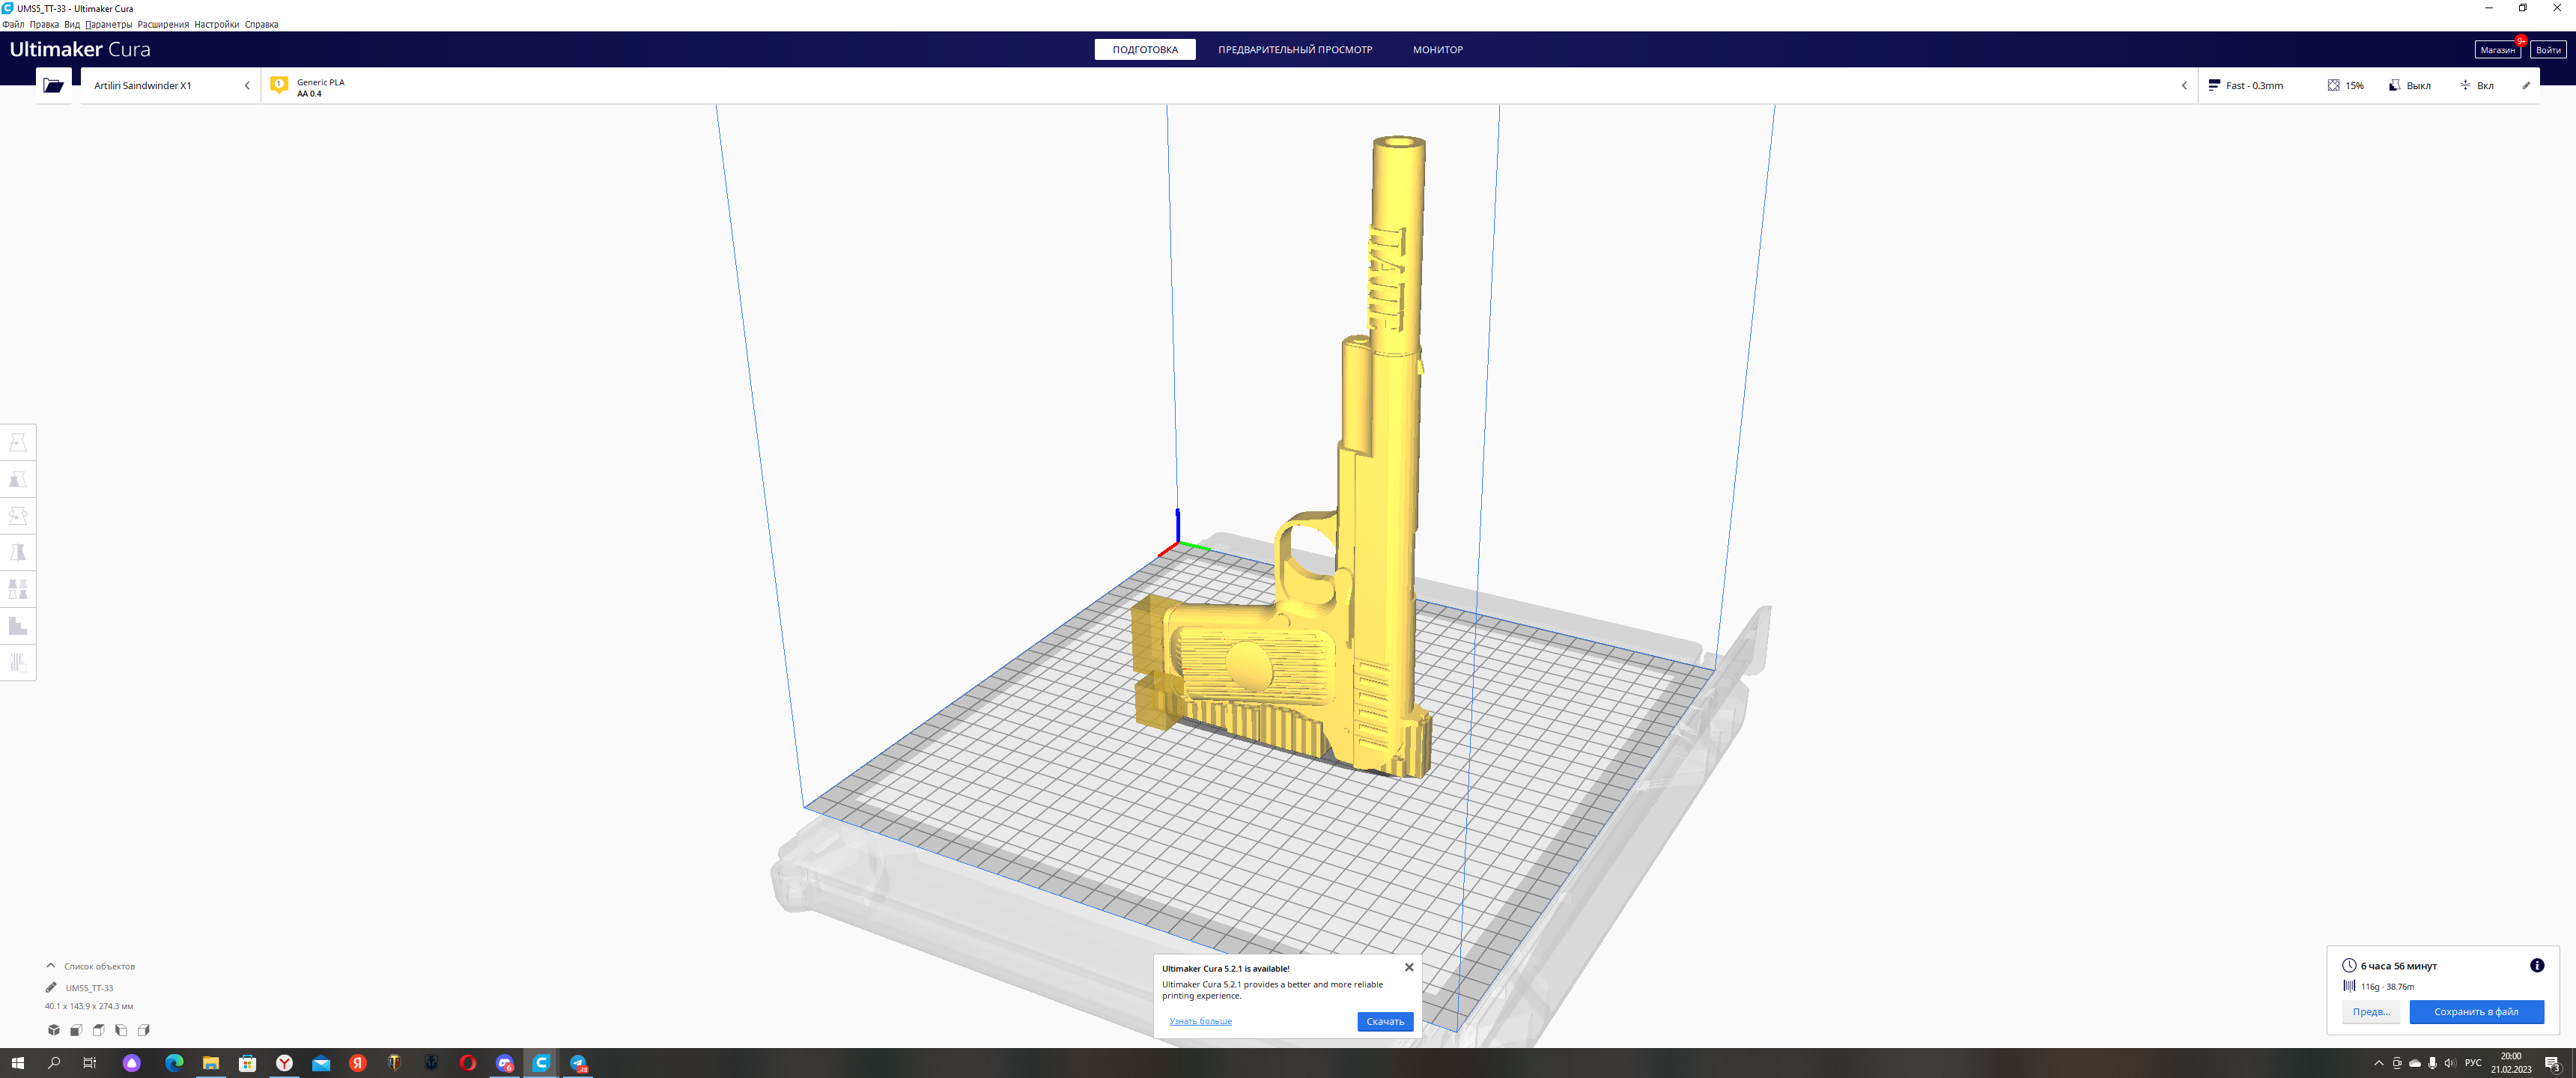 UMS5_TT-33 - Ultimaker Cura
Файл Правка Вид Параметры Расширения Настройки Справка
Ultimaker Cura
ПОДГОТОВКА
ПРЕДВАРИТЕЛЬНЫЙ ПРОСМОТР
МОНИТОР
Магазин
9+
Войти
Artiliri Saindwinder X1
1
Generic PLA
AA 0.4
Fast - 0.3mm
15%
Выкл
Вкл
Список объектов
UMS5_TT-33
40.1 x 143.9 x 274.3 мм
Ultimaker Cura 5.2.1 is available!
Ultimaker Cura 5.2.1 provides a better and more reliable
printing experience.
Узнать больше
Скачать
6 часа 56 минут
116g · 38.76m
Предв...
Сохранить в файл
РУС
20:00
21.02.2023